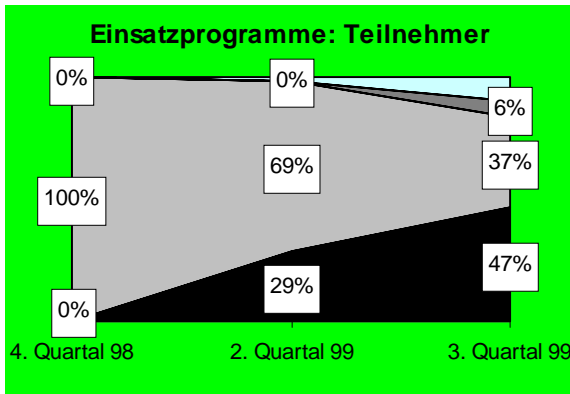 Einsatzprogramme: Teilnehmer
0%
0%
6%
100%
69%
37%
0%
29%
47%
4. Quartal 98
2. Quartal 99
3. Quartal 99